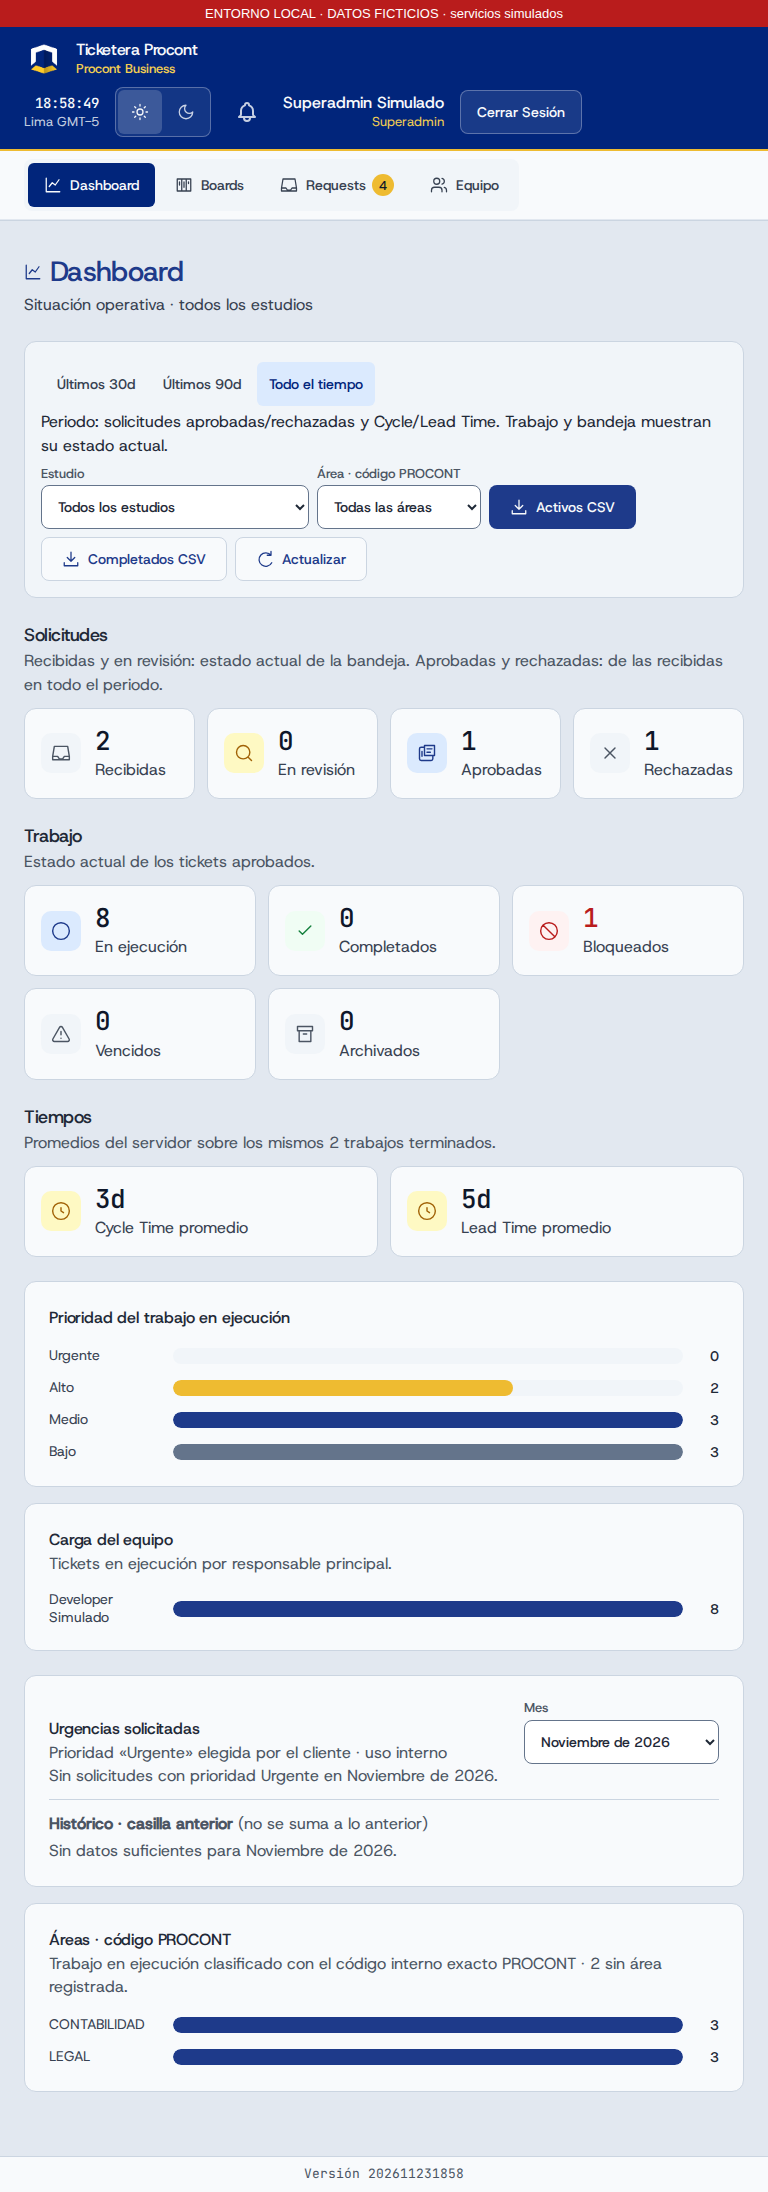 ENTORNO LOCAL · DATOS FICTICIOS · servicios simulados
Ticketera Procont
Procont Business
18:58:49
Lima GMT-5
Superadmin Simulado
Superadmin
Cerrar Sesión
Dashboard
Boards
Requests 4
Equipo
Dashboard
Situación operativa · todos los estudios
Últimos 30d
Últimos 90d
Todo el tiempo
Periodo: solicitudes aprobadas/rechazadas y Cycle/Lead Time. Trabajo y bandeja muestran
su estado actual.
Estudio
Área · código PROCONT
Todos los estudios
Todas las áreas
Activos CSV
Completados CSV
Actualizar
Solicitudes
Recibidas y en revisión: estado actual de la bandeja. Aprobadas y rechazadas: de las recibidas
en todo el periodo.
2
Recibidas
0
En revisión
1
Aprobadas
1
Rechazadas
Trabajo
Estado actual de los tickets aprobados.
8
En ejecución
0
Completados
1
Bloqueados
0
Vencidos
0
Archivados
Tiempos
Promedios del servidor sobre los mismos 2 trabajos terminados.
3d
Cycle Time promedio
5d
Lead Time promedio
Prioridad del trabajo en ejecución
Urgente 0
Alto 2
Medio 3
Bajo 3
Carga del equipo
Tickets en ejecución por responsable principal.
Developer
Simulado
8
Mes
Noviembre de 2026
Urgencias solicitadas
Prioridad «Urgente» elegida por el cliente · uso interno
Sin solicitudes con prioridad Urgente en Noviembre de 2026.
Histórico · casilla anterior (no se suma a lo anterior)
Sin datos suficientes para Noviembre de 2026.
Áreas · código PROCONT
Trabajo en ejecución clasificado con el código interno exacto PROCONT · 2 sin área
registrada.
CONTABILIDAD 3
LEGAL 3
Versión 202611231858